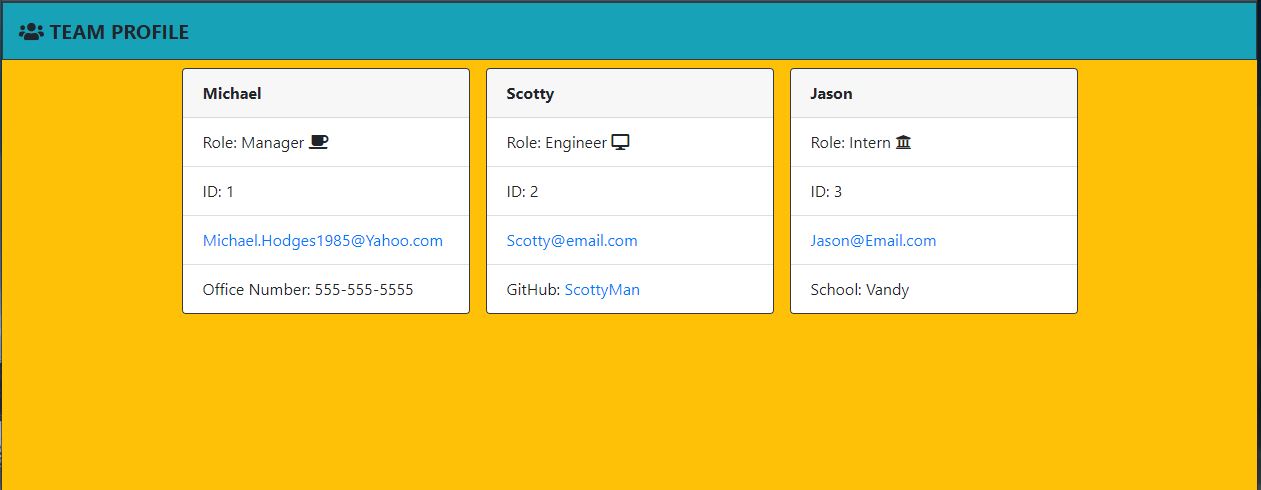 TEAM PROFILE
Michael
Role: Manager
ID: 1
Michael.Hodges1985@Yahoo.com
Office Number: 555-555-5555
Scotty
Role: Engineer
ID: 2
Scotty@email.com
GitHub: ScottyMan
Jason
Role: Intern
ID: 3
Jason@Email.com
School: Vandy